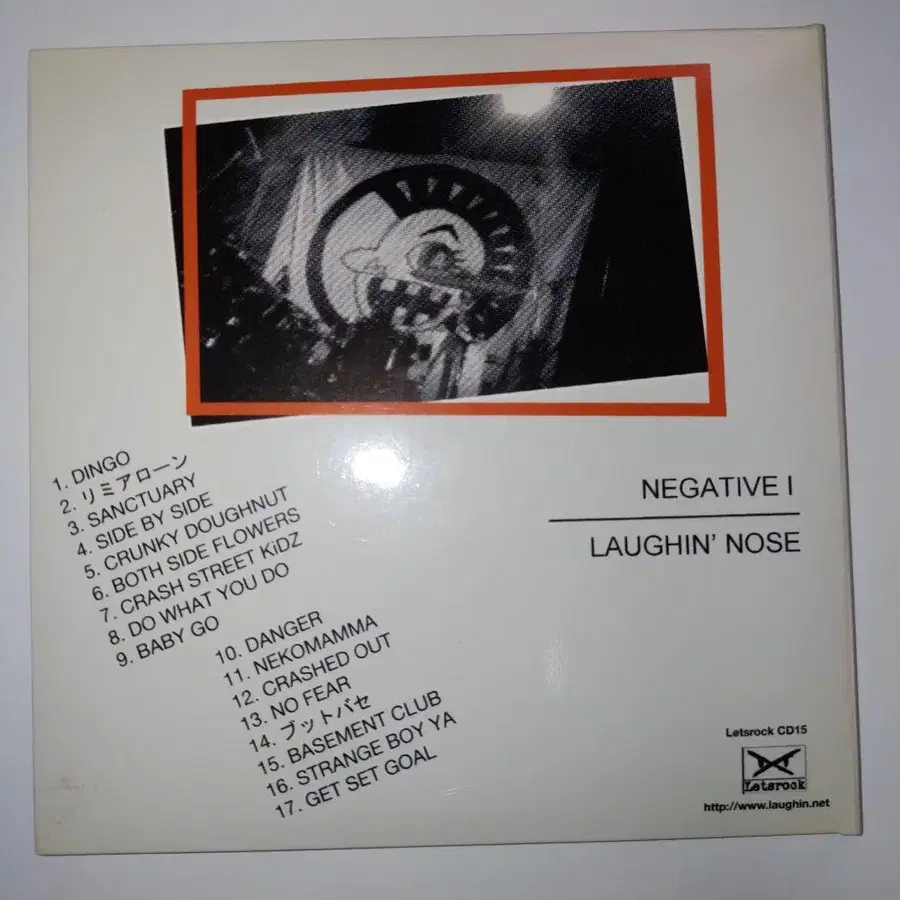 1. DINGO
2. リミアローン
3. SANCTUARY
4. SIDE BY SIDE
5. CRUNKY DOUGHNUT
6. BOTH SIDE FLOWERS
7. CRASH STREET KiDZ
8. DO WHAT YOU DO
9. BABY GO
10. DANGER
11. NEKOMAMMA
12. CRASHED OUT
13. NO FEAR
14. ブットバセ
15. BASEMENT CLUB
16. STRANGE BOY YA
17. GET SET GOAL
NEGATIVE I
LAUGHIN' NOSE
Letsrock CD15
Letsrock
http://www.laughin.net